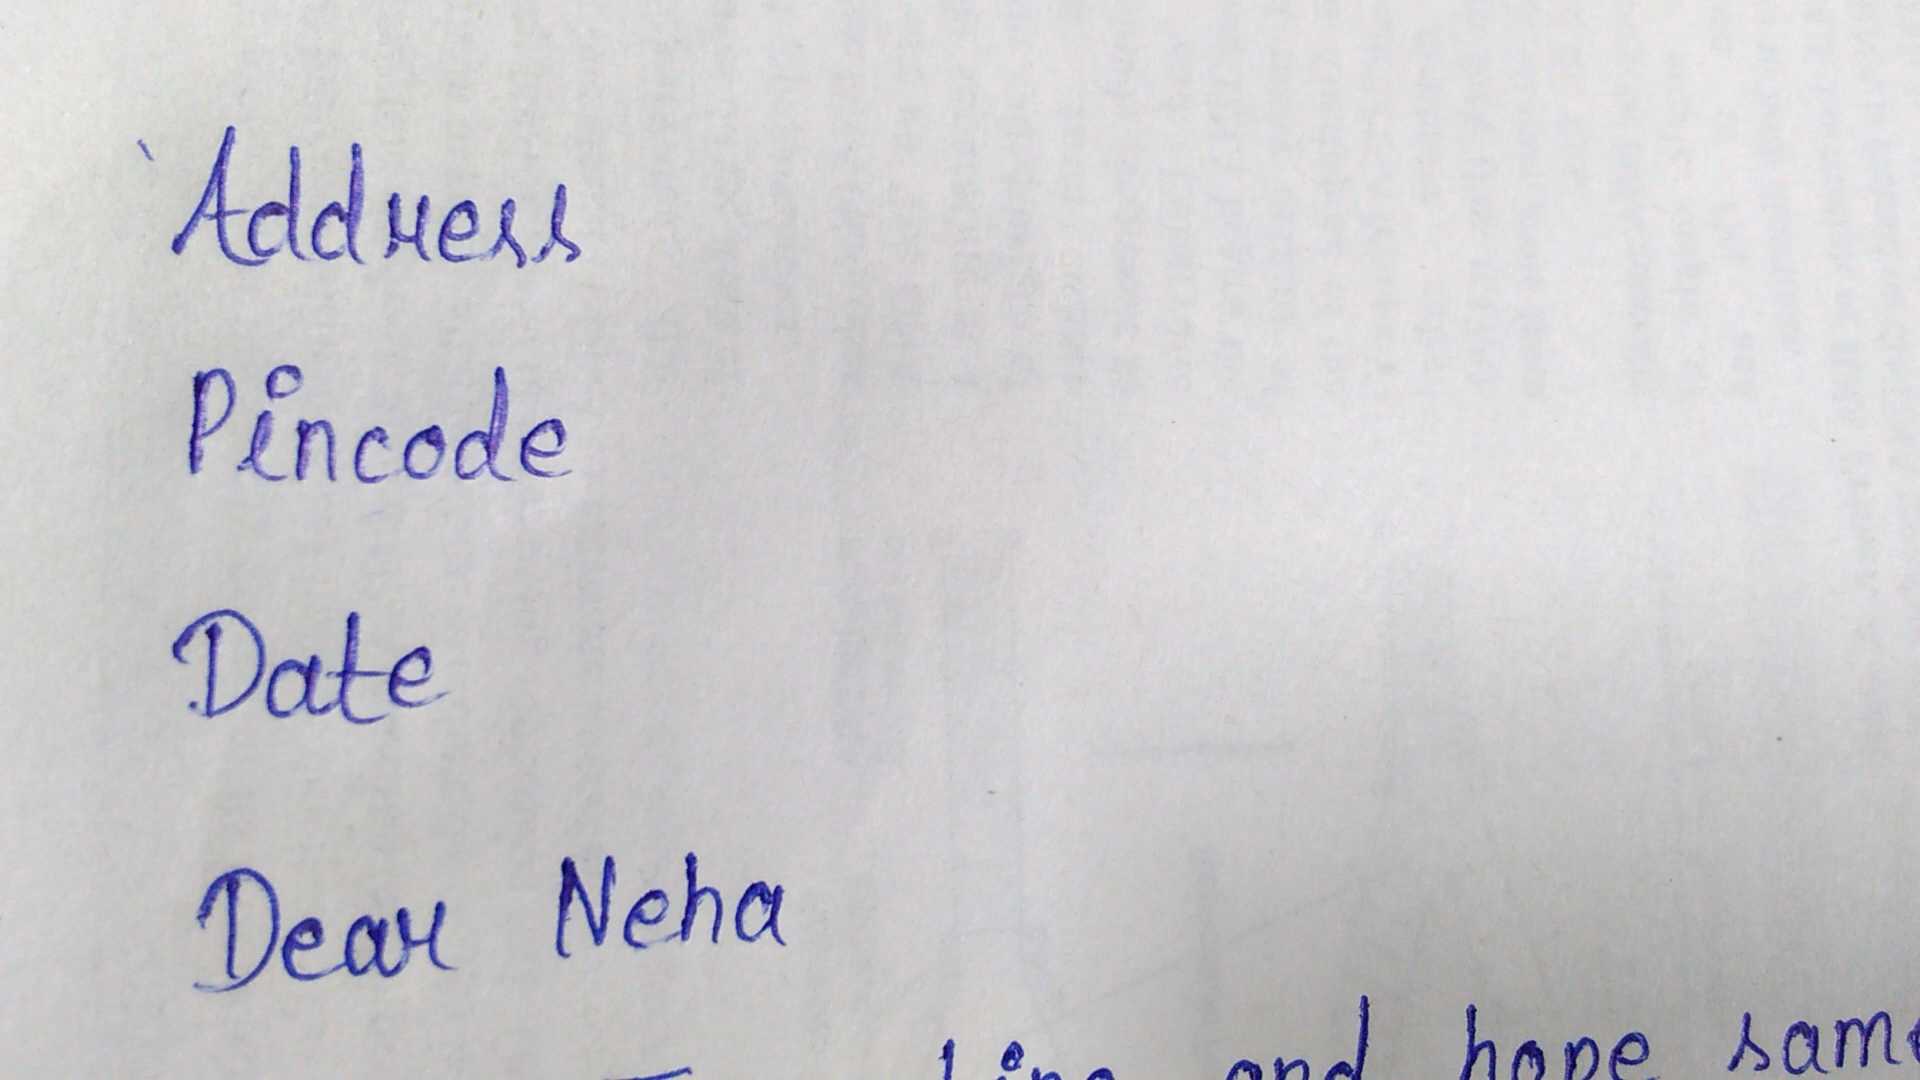 Address
Pincode
Date
Dear Neha
and hope